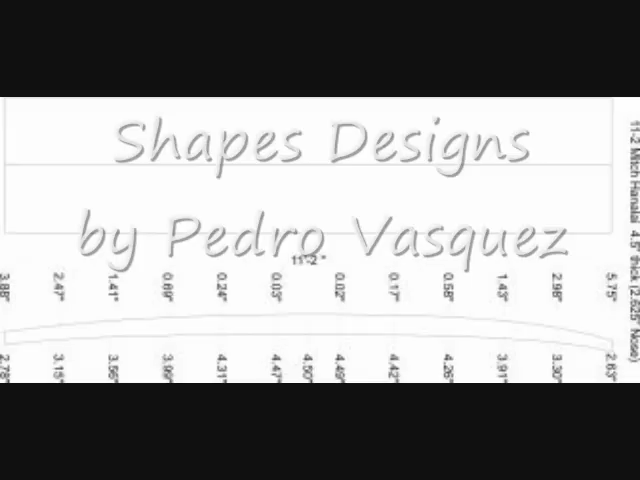 Shapes Designs
by Pedro Vasquez
11'-2 "
3.88" 2.47" 1.41" 0.69" 0.24" 0.03" 0.02" 0.17" 0.58" 1.43" 2.98" 5.75"
2.78" 3.15" 3.56" 3.99" 4.31" 4.47" 4.50" 4.49" 4.42" 4.26" 3.91" 3.30" 2.63"
11-2 Mitch Hanalai 4.5" thick (2.625" Nose)